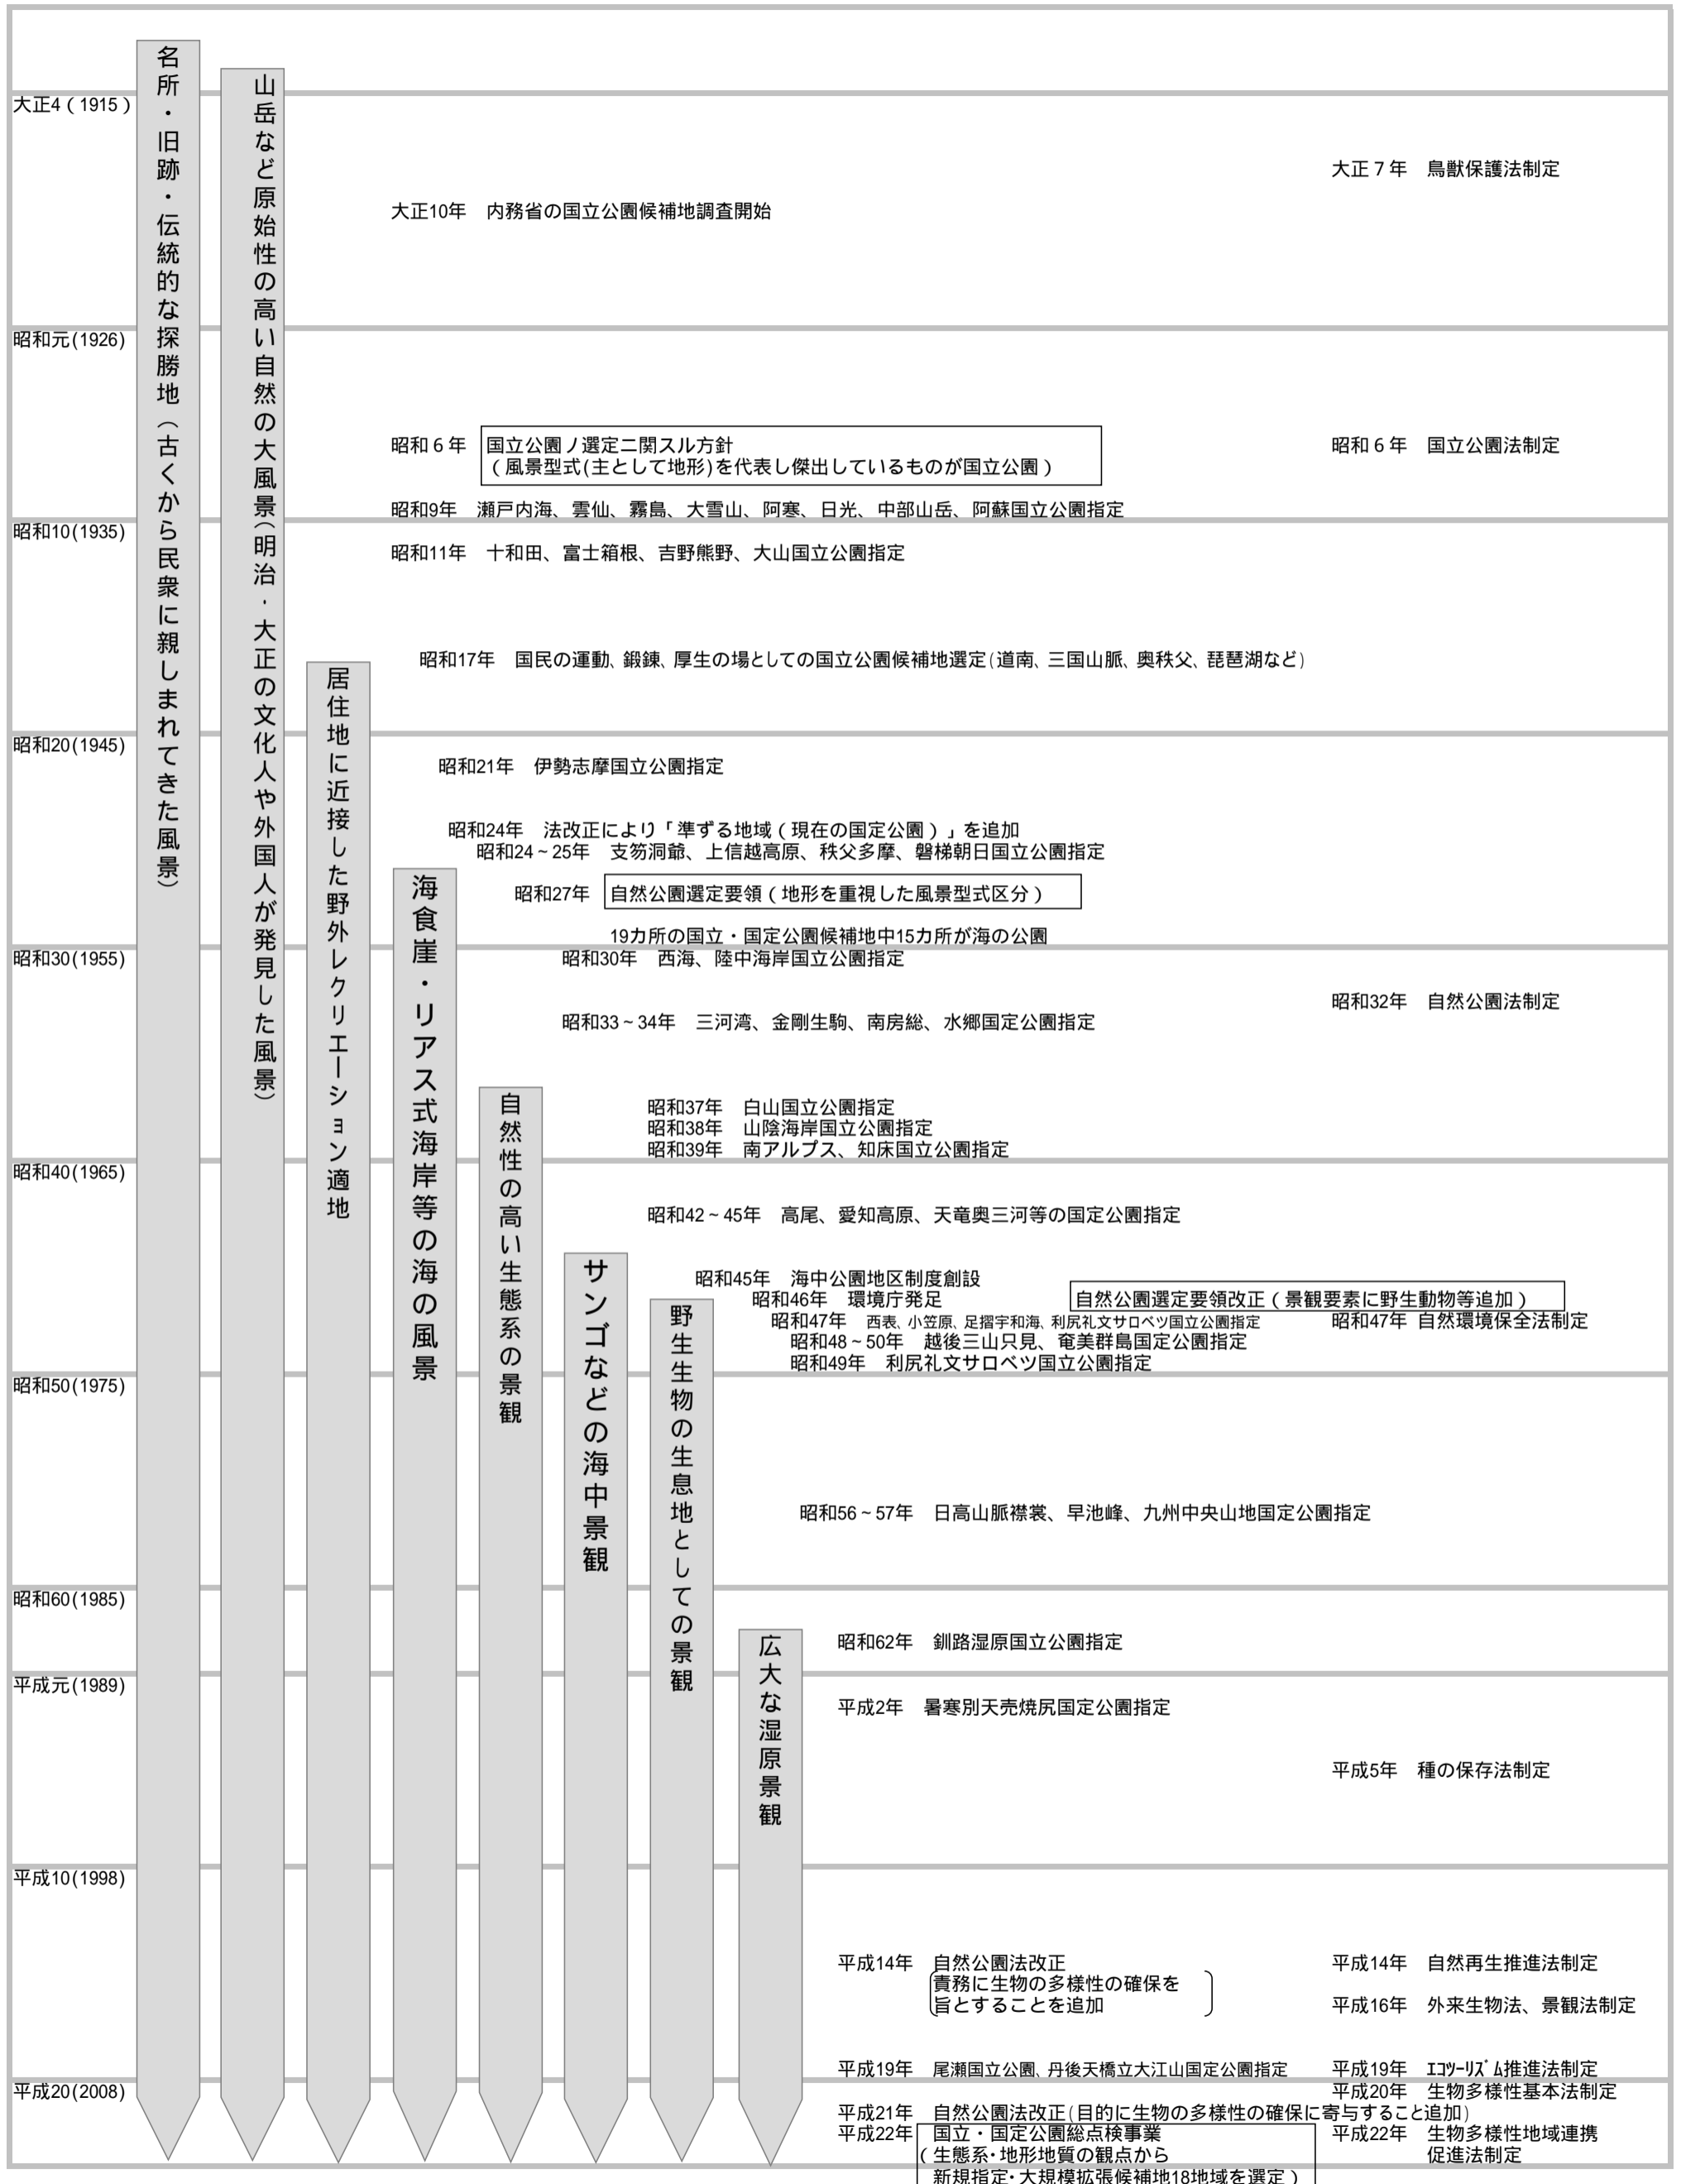 名所・旧跡・伝統的な探勝地（古くから民衆に親しまれてきた風景）
山岳など原始性の高い自然の大風景（明治・大正の文化人や外国人が発見した風景）
居住地に近接した野外レクリエーション適地
海食崖・リアス式海岸等の海の風景
自然性の高い生態系の景観
サンゴなどの海中景観
野生生物の生息地としての景観
広大な湿原景観
大正4（1915）
大正７年　鳥獣保護法制定
大正10年　内務省の国立公園候補地調査開始
昭和元(1926)
昭和６年　国立公園ノ選定ニ関スル方針
（風景型式(主として地形)を代表し傑出しているものが国立公園）
昭和６年　国立公園法制定
昭和9年　瀬戸内海、雲仙、霧島、大雪山、阿寒、日光、中部山岳、阿蘇国立公園指定
昭和10(1935)
昭和11年　十和田、富士箱根、吉野熊野、大山国立公園指定
昭和17年　国民の運動、鍛錬、厚生の場としての国立公園候補地選定(道南、三国山脈、奥秩父、琵琶湖など)
昭和20(1945)
昭和21年　伊勢志摩国立公園指定
昭和24年　法改正により「準ずる地域（現在の国定公園）」を追加
昭和24～25年　支笏洞爺、上信越高原、秩父多摩、磐梯朝日国立公園指定
昭和27年　自然公園選定要領（地形を重視した風景型式区分）
19カ所の国立・国定公園候補地中15カ所が海の公園
昭和30(1955)
昭和30年　西海、陸中海岸国立公園指定
昭和32年　自然公園法制定
昭和33～34年　三河湾、金剛生駒、南房総、水郷国定公園指定
昭和37年　白山国立公園指定
昭和38年　山陰海岸国立公園指定
昭和39年　南アルプス、知床国立公園指定
昭和40(1965)
昭和42～45年　高尾、愛知高原、天竜奥三河等の国定公園指定
昭和45年　海中公園地区制度創設
昭和46年　環境庁発足
自然公園選定要領改正（景観要素に野生動物等追加）
昭和47年　西表、小笠原、足摺宇和海、利尻礼文サロベツ国立公園指定
昭和47年 自然環境保全法制定
昭和48～50年　越後三山只見、奄美群島国定公園指定
昭和49年　利尻礼文サロベツ国立公園指定
昭和50(1975)
昭和56～57年　日高山脈襟裳、早池峰、九州中央山地国定公園指定
昭和60(1985)
昭和62年　釧路湿原国立公園指定
平成元(1989)
平成2年　暑寒別天売焼尻国定公園指定
平成5年　種の保存法制定
平成10(1998)
平成14年　自然公園法改正
責務に生物の多様性の確保を
旨とすることを追加
平成14年　自然再生推進法制定
平成16年　外来生物法、景観法制定
平成19年　尾瀬国立公園、丹後天橋立大江山国定公園指定
平成19年　ｴｺﾂｰﾘｽﾞﾑ推進法制定
平成20(2008)
平成20年　生物多様性基本法制定
平成21年　自然公園法改正(目的に生物の多様性の確保に寄与すること追加)
平成22年　国立・国定公園総点検事業
（生態系･地形地質の観点から
新規指定･大規模拡張候補地18地域を選定）
平成22年　生物多様性地域連携
促進法制定